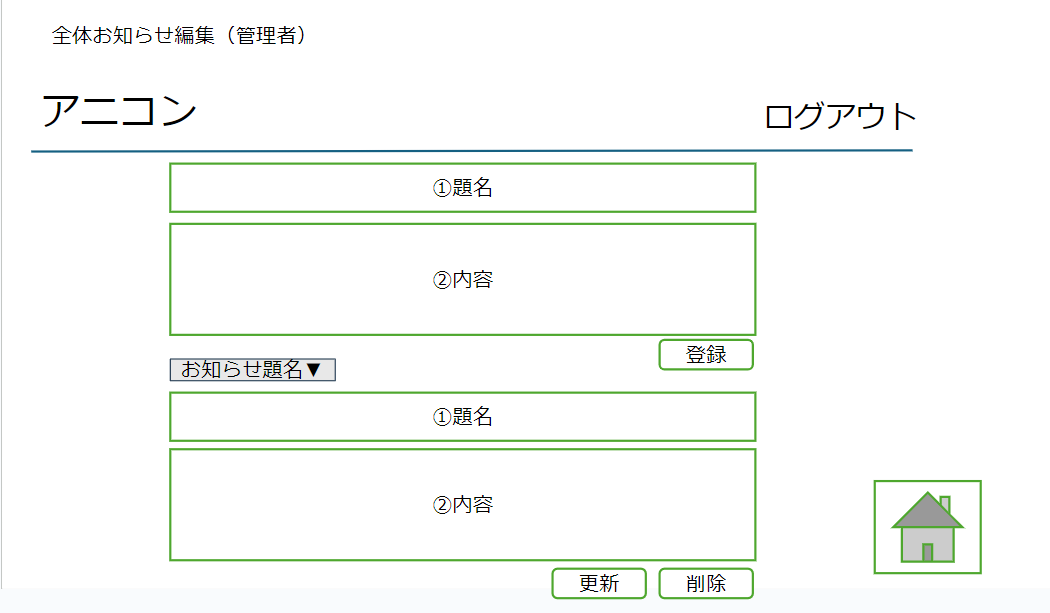 全体お知らせ編集（管理者）
アニコン
ログアウト
①題名
②内容
登録
お知らせ題名▼
①題名
②内容
更新
削除